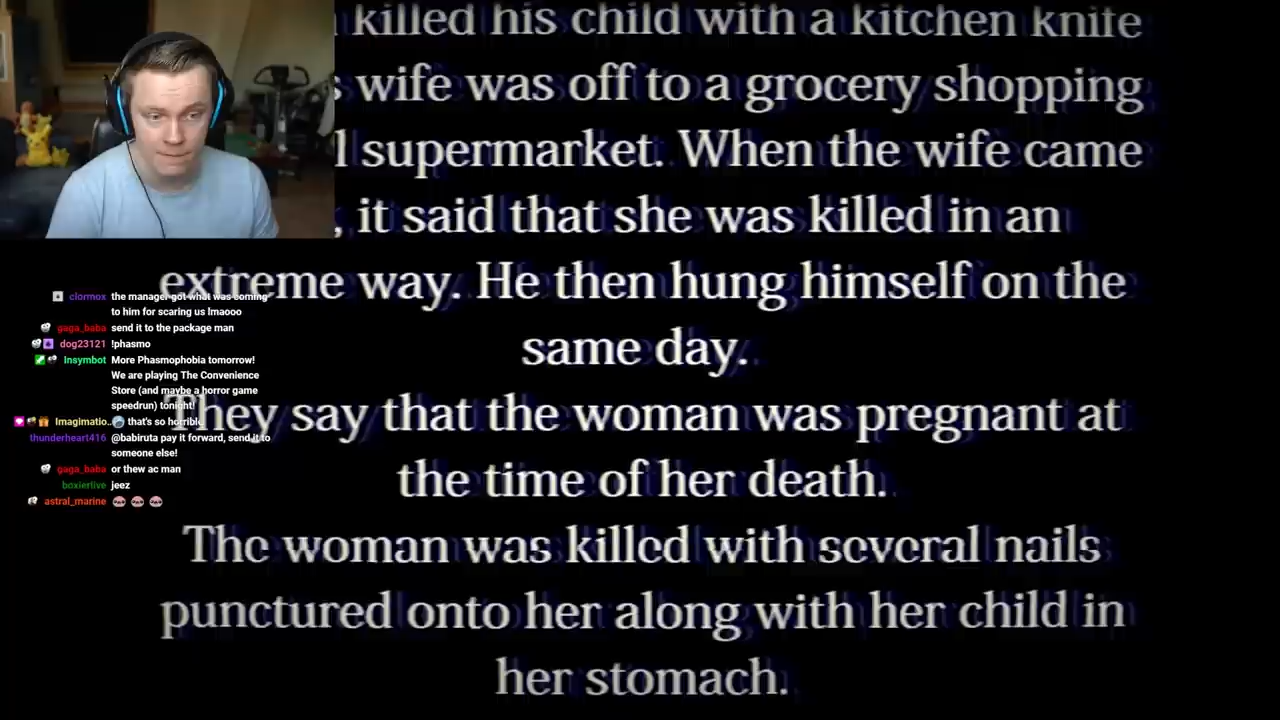 killed his child with a kitchen knife
wife was off to a grocery shopping
supermarket. When the wife came
, it said that she was killed in an
extreme way. He then hung himself on the
same day.
They say that the woman was pregnant at
the time of her death.
The woman was killed with several nails
punctured onto her along with her child in
her stomach.
clormox the manager got what was coming
to him for scaring us lmaooo
gaga_baba send it to the package man
dog23121 !phasmo
Insymbot More Phasmophobia tomorrow!
We are playing The Convenience
Store (and maybe a horror game
speedrun) tonight!
Imaginatio.. that's so horrible
thunderheart416 @babiruta pay it forward, send it to
someone else!
gaga_baba or thew ac man
boxierlive jeez
astral_marine